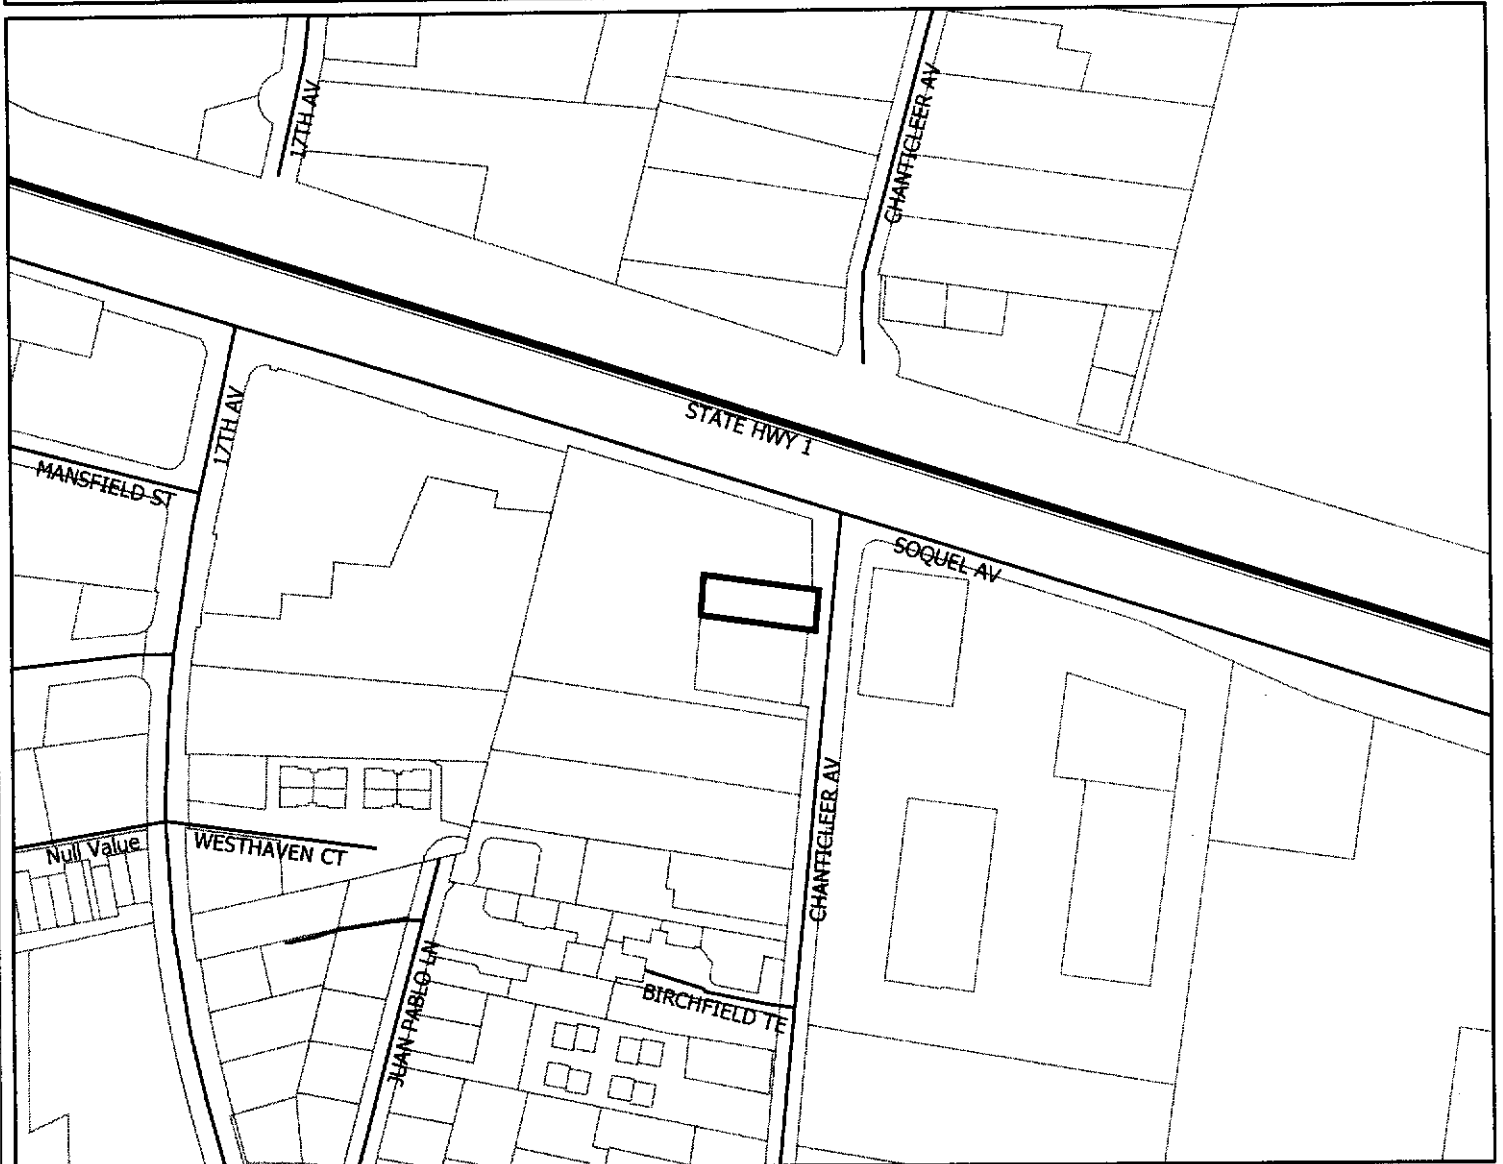 17TH AV
CHANTICLEER AV
17TH AV
STATE HWY 1
MANSFIELD ST
SOQUEL AV
CHANTICLEER AV
Null Value
WESTHAVEN CT
JUAN PABLO LN
BIRCHFIELD TE